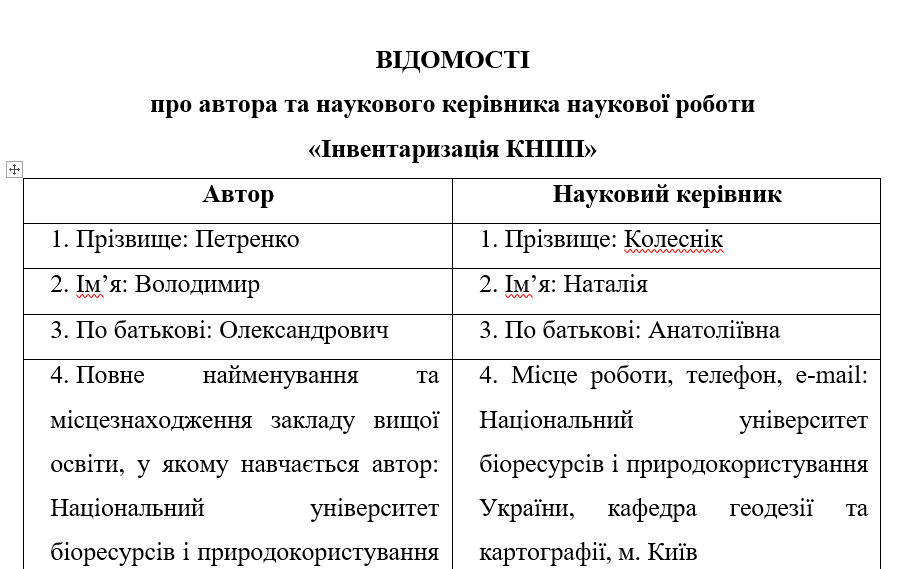 ВІДОМОСТІ
про автора та наукового керівника наукової роботи
«Інвентаризація КНПП»
Автор
Науковий керівник
1. Прізвище: Петренко
1. Прізвище: Колеснік
2. Ім’я: Володимир
2. Ім’я: Наталія
3. По батькові: Олександрович
3. По батькові: Анатоліївна
4. Повне найменування та
місцезнаходження закладу вищої
освіти, у якому навчається автор:
Національний університет
біоресурсів і природокористування
4. Місце роботи, телефон, e-mail:
Національний університет
біоресурсів і природокористування
України, кафедра геодезії та
картографії, м. Київ